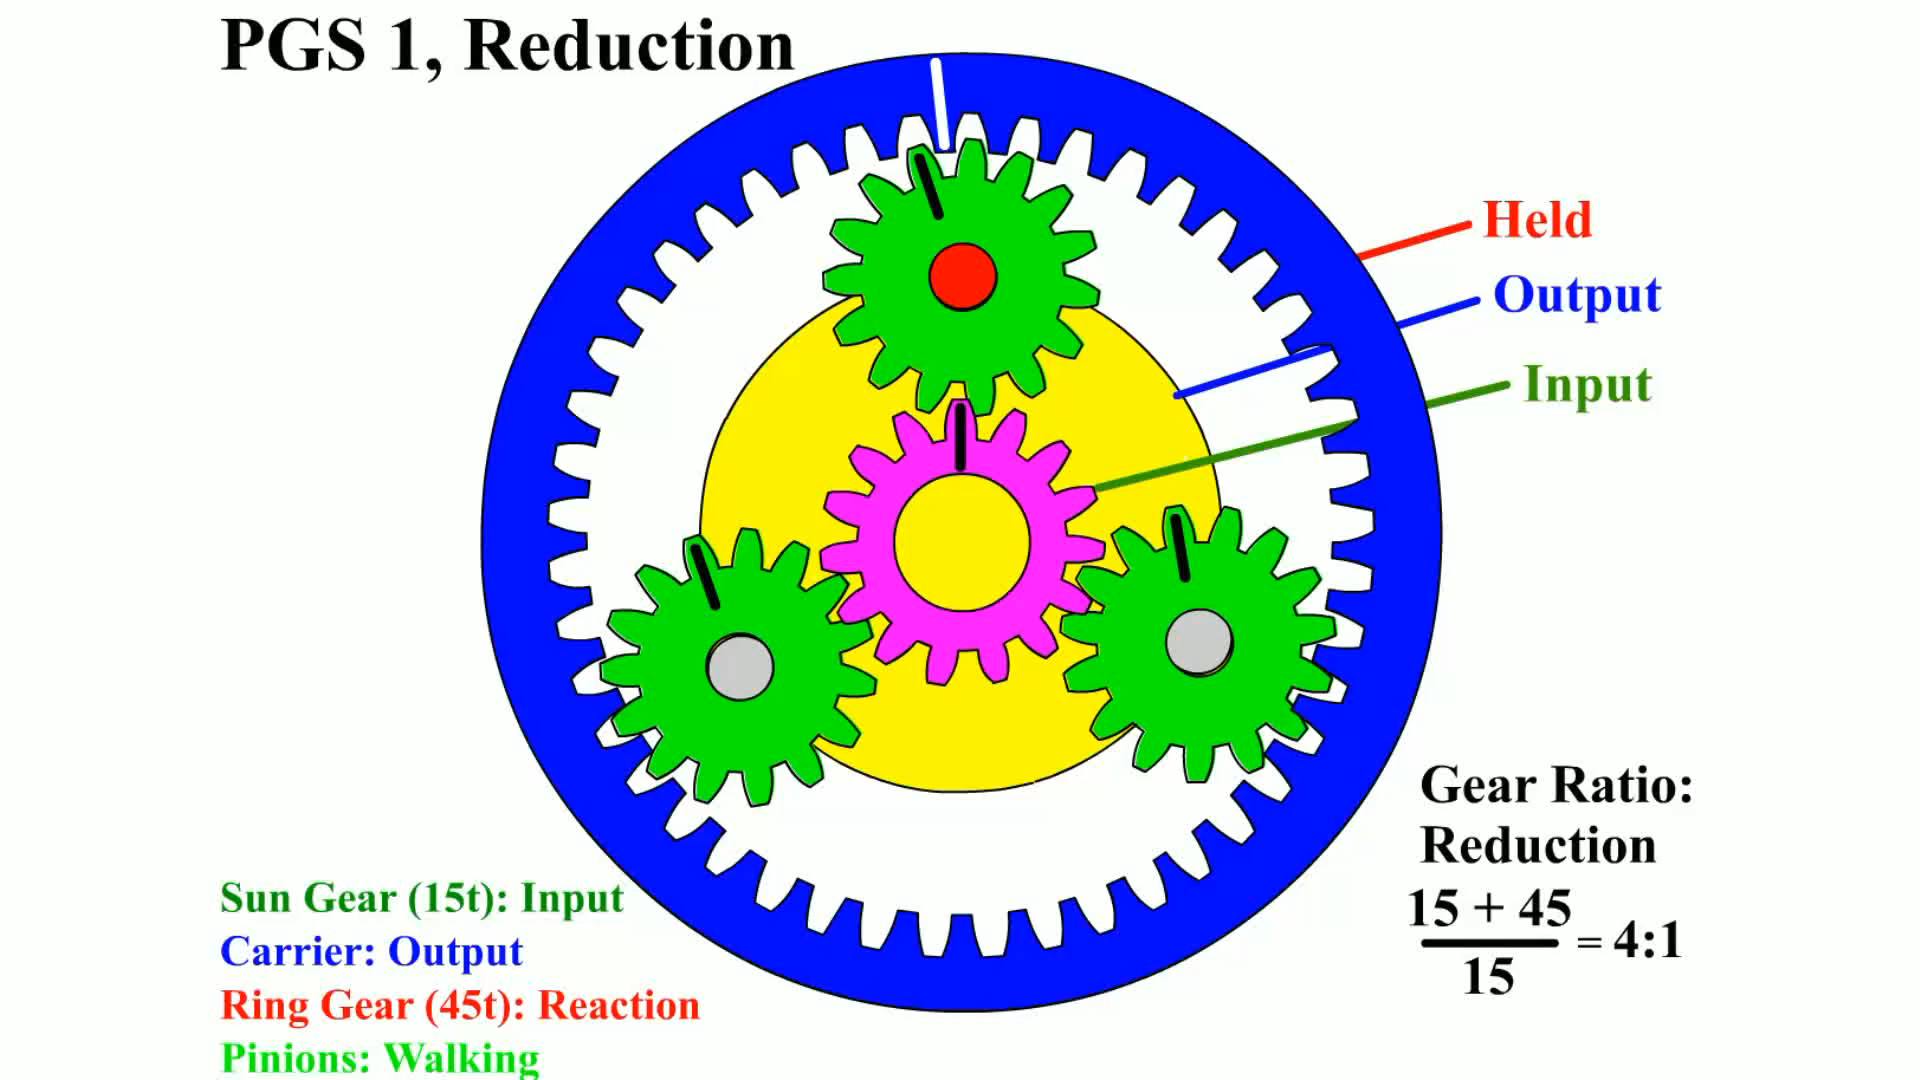 PGS 1, Reduction
Held
Output
Input
Gear Ratio:
Reduction
15 + 45
15
= 4:1
Sun Gear (15t): Input
Carrier: Output
Ring Gear (45t): Reaction
Pinions: Walking